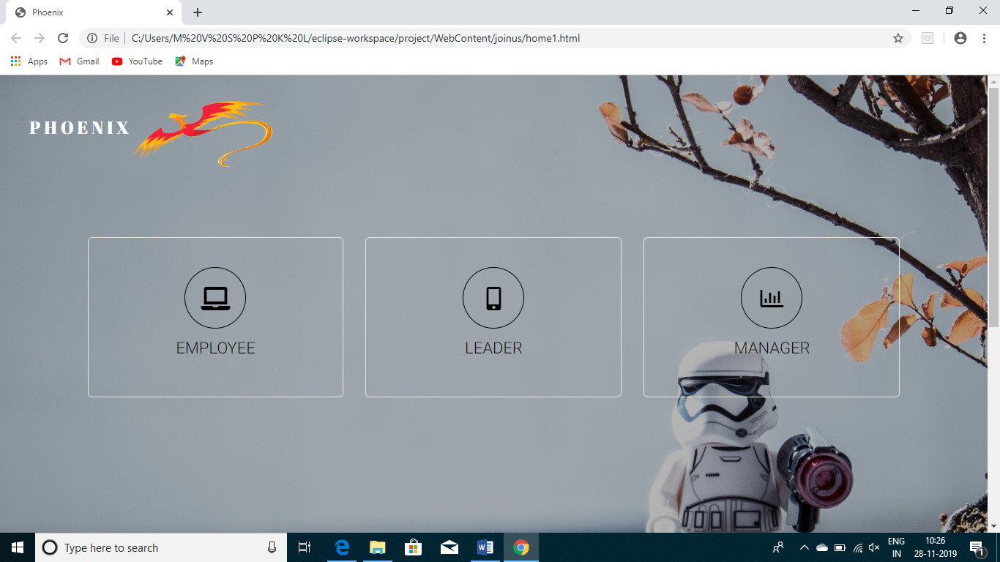 Phoenix
File
C:/Users/M%20V%20S%20P%20K%20L/eclipse-workspace/project/WebContent/joinus/home1.html
Apps Gmail YouTube Maps
PHOENIX
EMPLOYEE LEADER MANAGER
Type here to search
ENG 10:26
IN 28-11-2019
1